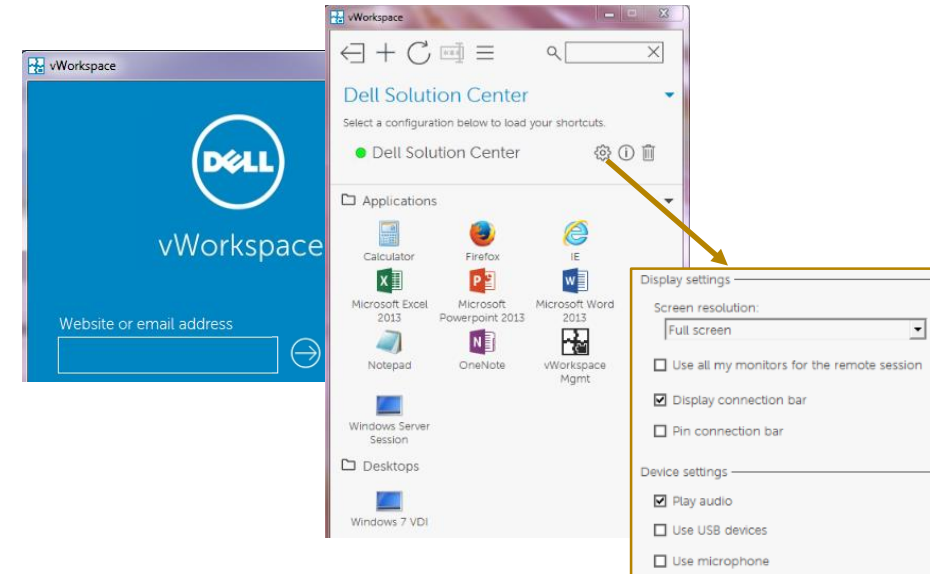 vWorkspace
DELL
vWorkspace
Website or email address
vWorkspace
Dell Solution Center
Select a configuration below to load your shortcuts.
Dell Solution Center
Applications
Calculator Firefox IE
Microsoft Excel 2013 Microsoft Powerpoint 2013 Microsoft Word 2013
Notepad OneNote vWorkspace Mgmt
Windows Server Session
Desktops
Windows 7 VDI
Display settings
Screen resolution:
Full screen
Use all my monitors for the remote session
Display connection bar
Pin connection bar
Device settings
Play audio
Use USB devices
Use microphone